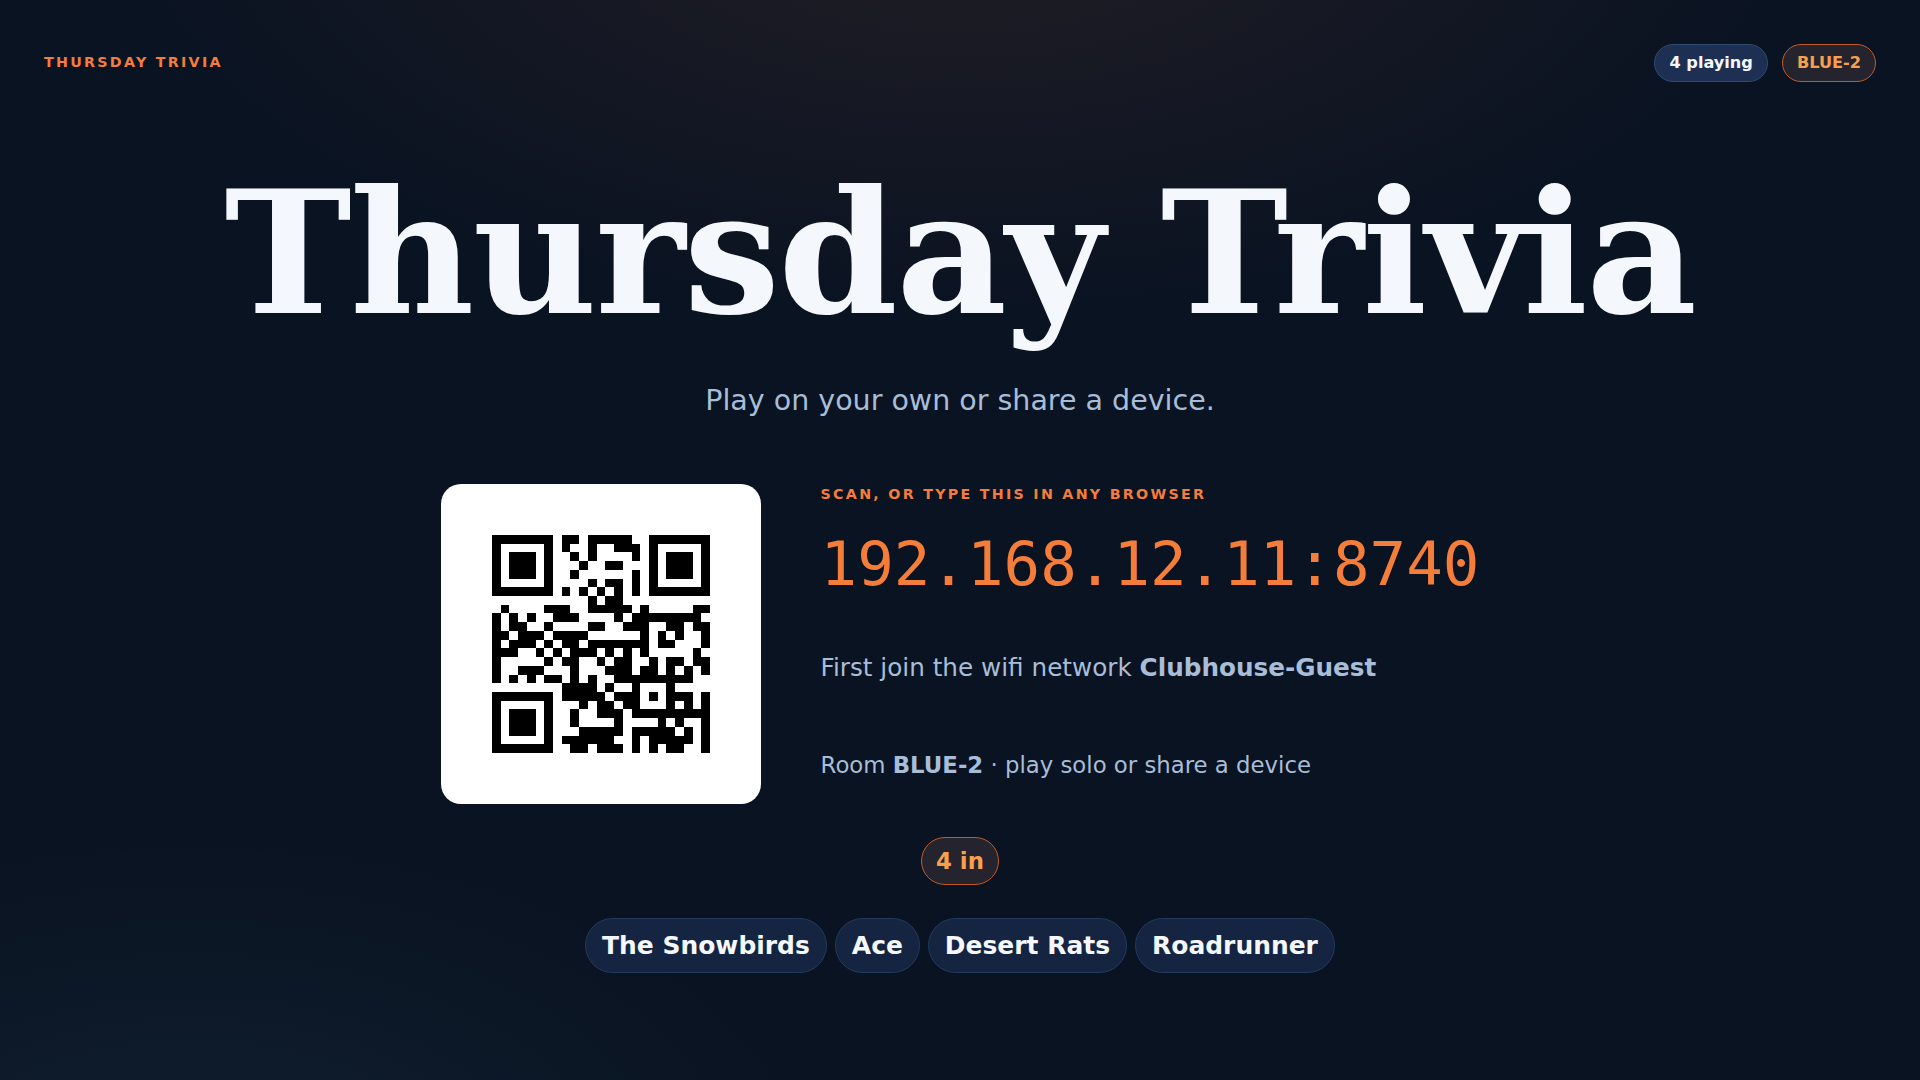 THURSDAY TRIVIA
4 playing
BLUE-2
Thursday Trivia
Play on your own or share a device.
SCAN, OR TYPE THIS IN ANY BROWSER
192.168.12.11:8740
First join the wifi network Clubhouse-Guest
Room BLUE-2 · play solo or share a device
4 in
The Snowbirds
Ace
Desert Rats
Roadrunner